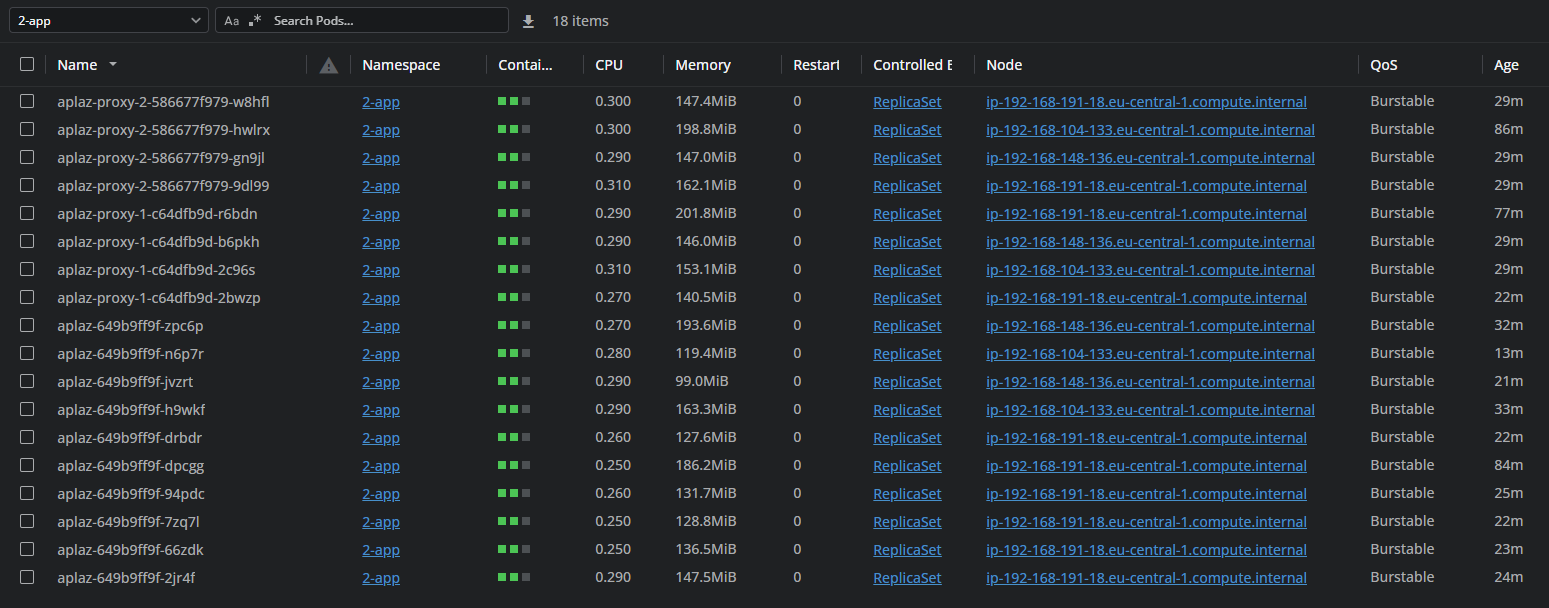 2-app Aa .* Search Pods... 18 items
Name Namespace Contai... CPU Memory Restart Controlled B Node QoS Age
aplaz-proxy-2-586677f979-w8hfl 2-app 0.300 147.4MiB 0 ReplicaSet ip-192-168-191-18.eu-central-1.compute.internal Burstable 29m
aplaz-proxy-2-586677f979-hwlrx 2-app 0.300 198.8MiB 0 ReplicaSet ip-192-168-104-133.eu-central-1.compute.internal Burstable 86m
aplaz-proxy-2-586677f979-gn9jl 2-app 0.290 147.0MiB 0 ReplicaSet ip-192-168-148-136.eu-central-1.compute.internal Burstable 29m
aplaz-proxy-2-586677f979-9dl99 2-app 0.310 162.1MiB 0 ReplicaSet ip-192-168-191-18.eu-central-1.compute.internal Burstable 29m
aplaz-proxy-1-c64dfb9d-r6bdn 2-app 0.290 201.8MiB 0 ReplicaSet ip-192-168-191-18.eu-central-1.compute.internal Burstable 77m
aplaz-proxy-1-c64dfb9d-b6pkh 2-app 0.290 146.0MiB 0 ReplicaSet ip-192-168-148-136.eu-central-1.compute.internal Burstable 29m
aplaz-proxy-1-c64dfb9d-2c96s 2-app 0.310 153.1MiB 0 ReplicaSet ip-192-168-104-133.eu-central-1.compute.internal Burstable 29m
aplaz-proxy-1-c64dfb9d-2bwzp 2-app 0.270 140.5MiB 0 ReplicaSet ip-192-168-191-18.eu-central-1.compute.internal Burstable 22m
aplaz-649b9ff9f-zpc6p 2-app 0.270 193.6MiB 0 ReplicaSet ip-192-168-148-136.eu-central-1.compute.internal Burstable 32m
aplaz-649b9ff9f-n6p7r 2-app 0.280 119.4MiB 0 ReplicaSet ip-192-168-104-133.eu-central-1.compute.internal Burstable 13m
aplaz-649b9ff9f-jvzrt 2-app 0.290 99.0MiB 0 ReplicaSet ip-192-168-148-136.eu-central-1.compute.internal Burstable 21m
aplaz-649b9ff9f-h9wkf 2-app 0.290 163.3MiB 0 ReplicaSet ip-192-168-104-133.eu-central-1.compute.internal Burstable 33m
aplaz-649b9ff9f-drbdr 2-app 0.260 127.6MiB 0 ReplicaSet ip-192-168-191-18.eu-central-1.compute.internal Burstable 22m
aplaz-649b9ff9f-dpcgg 2-app 0.250 186.2MiB 0 ReplicaSet ip-192-168-191-18.eu-central-1.compute.internal Burstable 84m
aplaz-649b9ff9f-94pdc 2-app 0.260 131.7MiB 0 ReplicaSet ip-192-168-191-18.eu-central-1.compute.internal Burstable 25m
aplaz-649b9ff9f-7zq7l 2-app 0.250 128.8MiB 0 ReplicaSet ip-192-168-191-18.eu-central-1.compute.internal Burstable 22m
aplaz-649b9ff9f-66zdk 2-app 0.250 136.5MiB 0 ReplicaSet ip-192-168-191-18.eu-central-1.compute.internal Burstable 23m
aplaz-649b9ff9f-2jr4f 2-app 0.290 147.5MiB 0 ReplicaSet ip-192-168-191-18.eu-central-1.compute.internal Burstable 24m